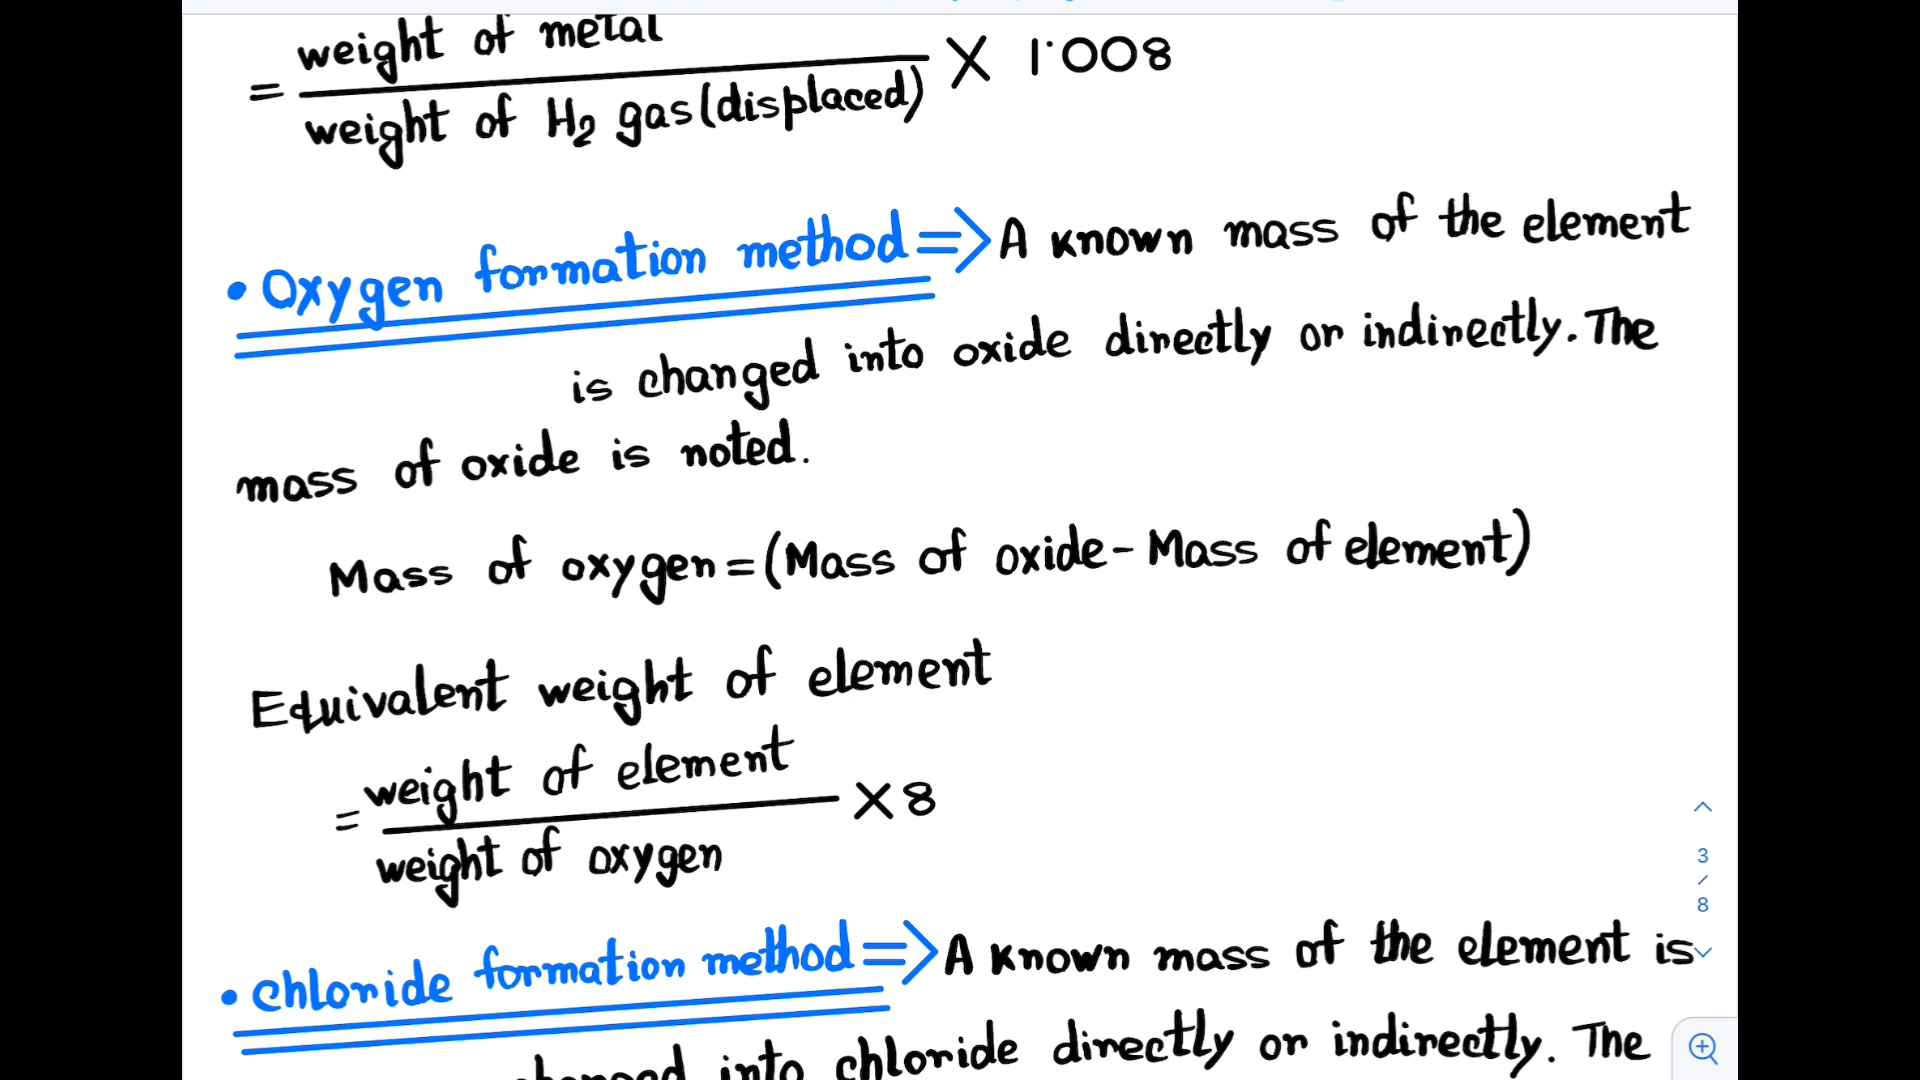 weight of metal
= ――― × 1.008
weight of H₂ gas (displaced)
• Oxygen formation method => A known mass of the element
is changed into oxide directly or indirectly. The
mass of oxide is noted.
Mass of oxygen = (Mass of oxide - Mass of element)
Equivalent weight of element
weight of element
= ――― × 8
weight of oxygen
• chloride formation method => A known mass of the element is
changed into chloride directly or indirectly. The
3
/
8